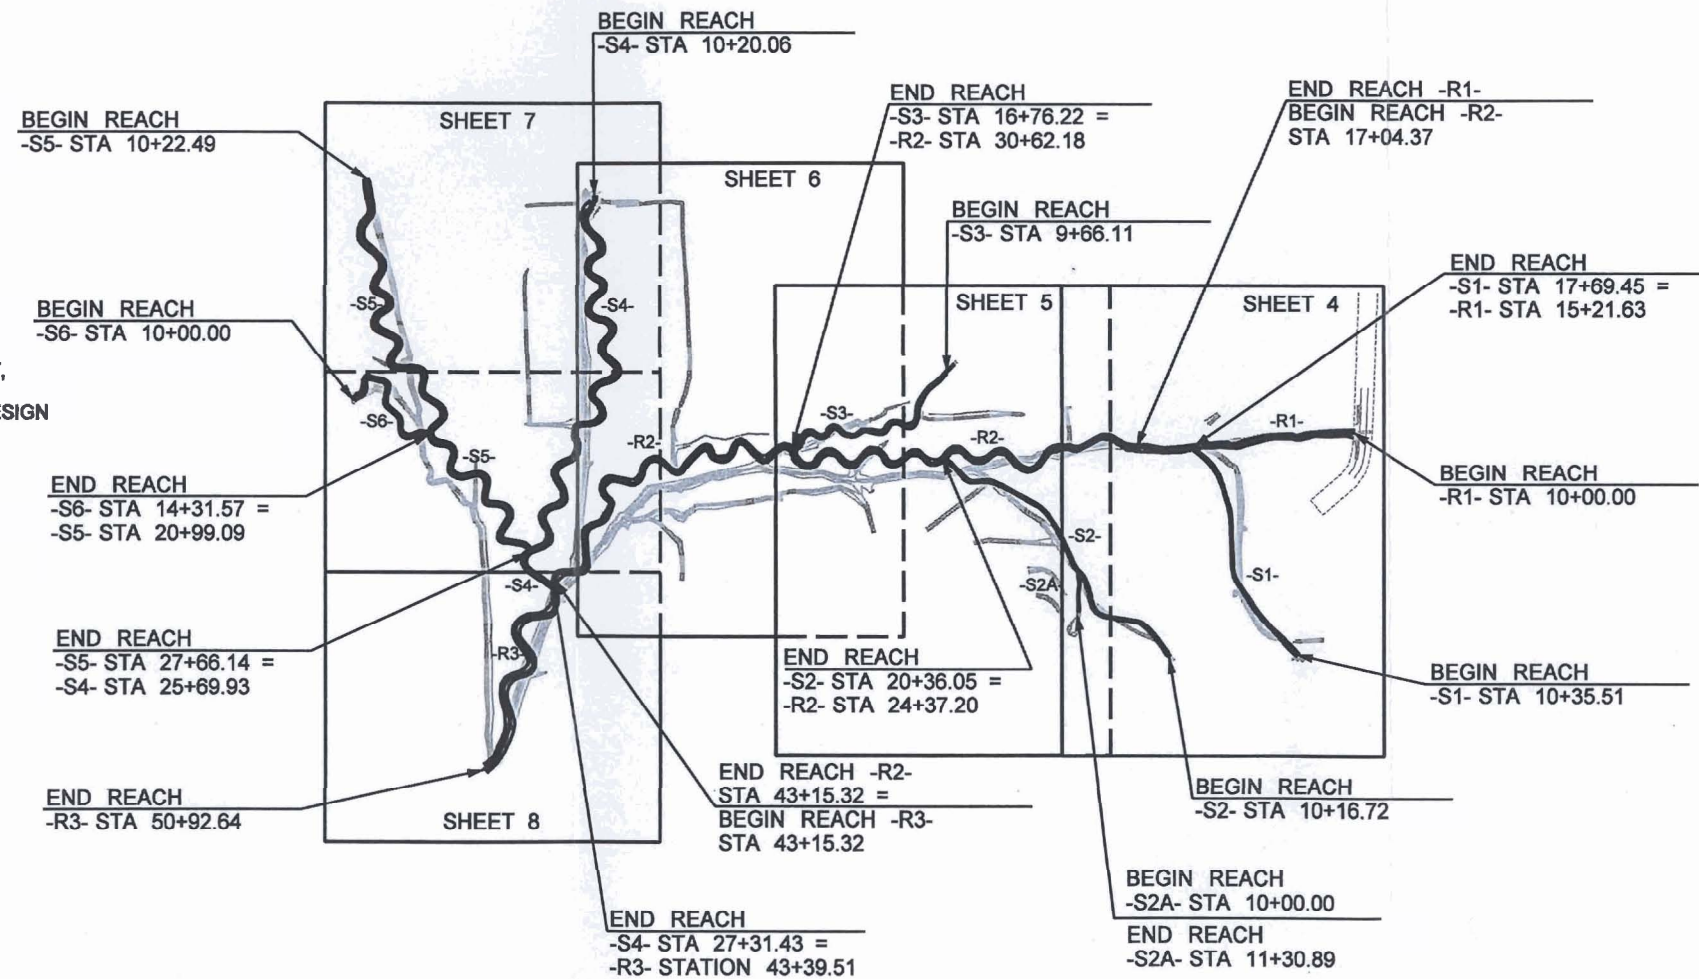 BEGIN REACH
-S4- STA 10+20.06
END REACH
-S3- STA 16+76.22 =
-R2- STA 30+62.18
END REACH -R1-
BEGIN REACH -R2-
STA 17+04.37
BEGIN REACH
-S5- STA 10+22.49
SHEET 7
SHEET 6
BEGIN REACH
-S3- STA 9+66.11
END REACH
-S1- STA 17+69.45 =
-R1- STA 15+21.63
BEGIN REACH
-S6- STA 10+00.00
-S5-
-S4-
SHEET 5
SHEET 4
ESIGN
-S6-
-S3-
-R2-
-R2-
-R1-
-S5-
BEGIN REACH
-R1- STA 10+00.00
END REACH
-S6- STA 14+31.57 =
-S5- STA 20+99.09
-S2-
-S4-
-S2A-
-S1-
END REACH
-S5- STA 27+66.14 =
-S4- STA 25+69.93
-R3-
END REACH
-S2- STA 20+36.05 =
-R2- STA 24+37.20
BEGIN REACH
-S1- STA 10+35.51
END REACH
-R3- STA 50+92.64
SHEET 8
END REACH -R2-
STA 43+15.32 =
BEGIN REACH -R3-
STA 43+15.32
BEGIN REACH
-S2- STA 10+16.72
BEGIN REACH
-S2A- STA 10+00.00
END REACH
-S2A- STA 11+30.89
END REACH
-S4- STA 27+31.43 =
-R3- STATION 43+39.51